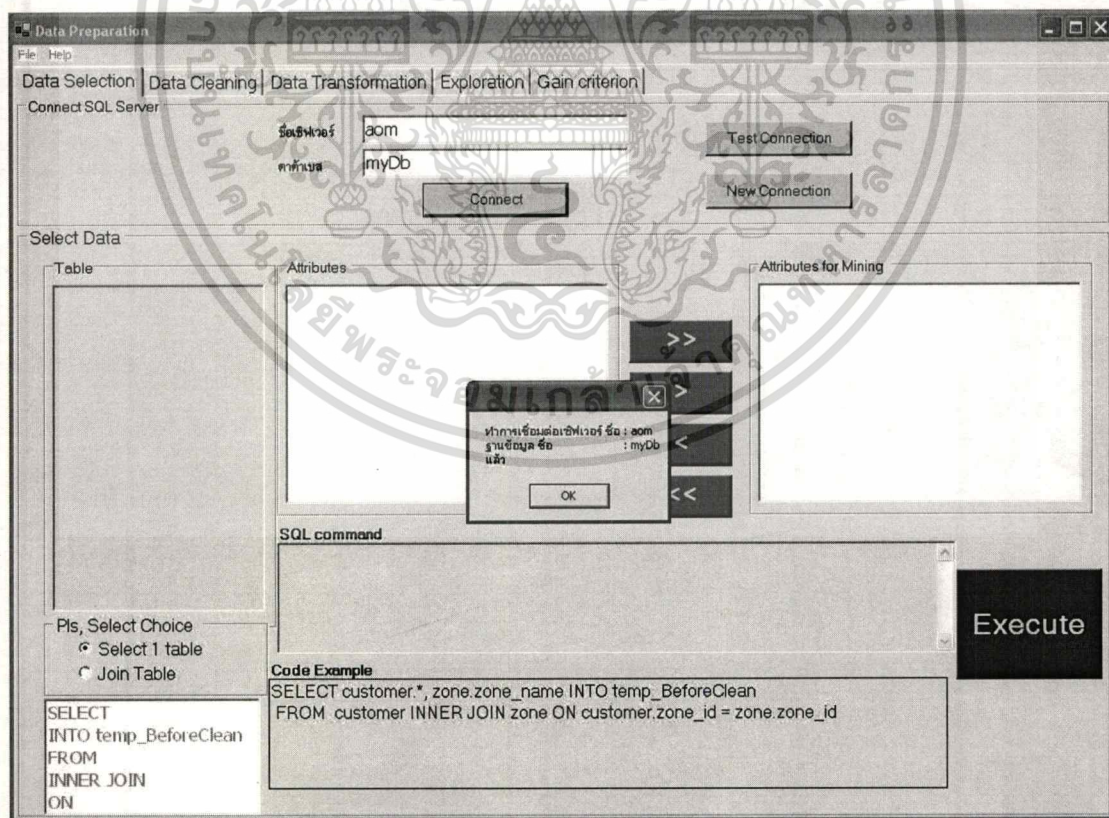 Data Preparation
File Help
Data Selection Data Cleaning Data Transformation Exploration Gain criterion
Connect SQL Server
ชื่อเซิฟเวอร์ aom
ดาต้าเบส myDb
Test Connection
Connect
New Connection
Select Data
Table
Attributes
Attributes for Mining
>>
>
<
<<
ทำการเชื่อมต่อเซิฟเวอร์ ชื่อ : aom
ฐานข้อมูล ชื่อ : myDb
แล้ว
OK
SQL command
Execute
Pls, Select Choice
Select 1 table
Join Table
Code Example
SELECT customer.*, zone.zone_name INTO temp_BeforeClean
FROM customer INNER JOIN zone ON customer.zone_id = zone.zone_id
SELECT
INTO temp_BeforeClean
FROM
INNER JOIN
ON